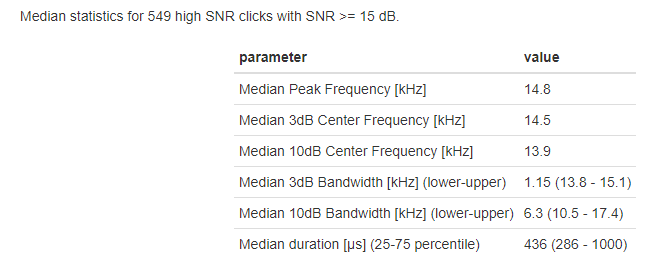 Median statistics for 549 high SNR clicks with SNR >= 15 dB.
parameter value
Median Peak Frequency [kHz] 14.8
Median 3dB Center Frequency [kHz] 14.5
Median 10dB Center Frequency [kHz] 13.9
Median 3dB Bandwidth [kHz] (lower-upper) 1.15 (13.8 - 15.1)
Median 10dB Bandwidth [kHz] (lower-upper) 6.3 (10.5 - 17.4)
Median duration [µs] (25-75 percentile) 436 (286 - 1000)